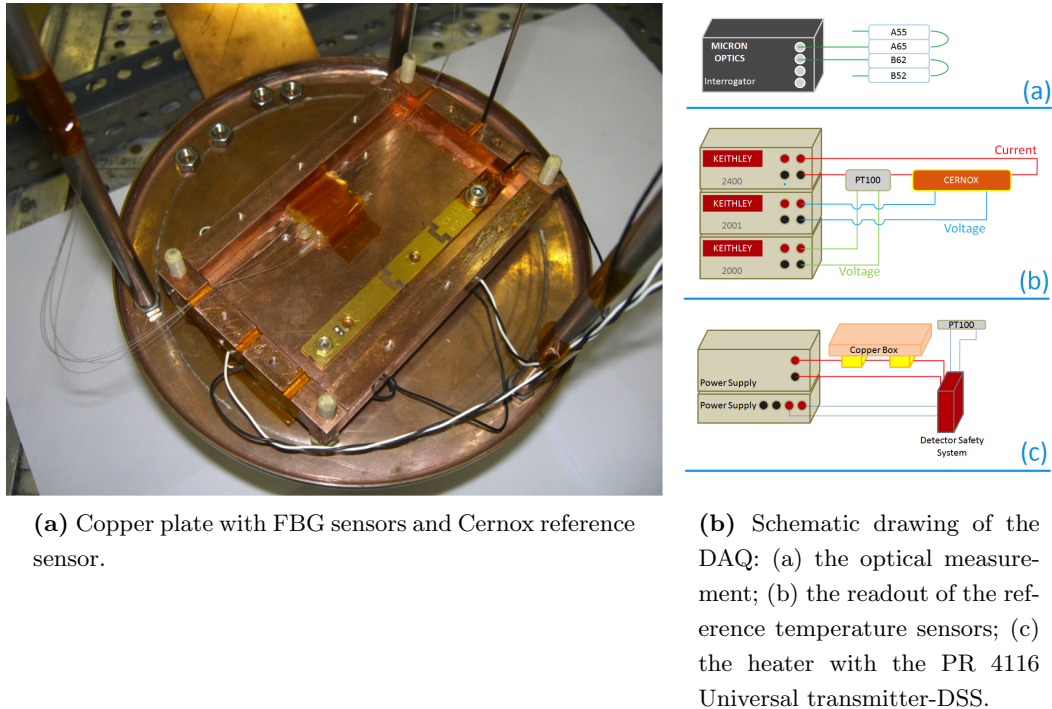 MICRON
OPTICS
Interrogator
A55
A65
B62
B52
(a)
KEITHLEY
2400
KEITHLEY
2001
KEITHLEY
2000
PT100
CERNOX
Current
Voltage
Voltage
(b)
Power Supply
Power Supply
Copper Box
PT100
Detector Safety
System
(c)
(a) Copper plate with FBG sensors and Cernox reference
sensor.
(b) Schematic drawing of the
DAQ: (a) the optical measure-
ment; (b) the readout of the ref-
erence temperature sensors; (c)
the heater with the PR 4116
Universal transmitter-DSS.